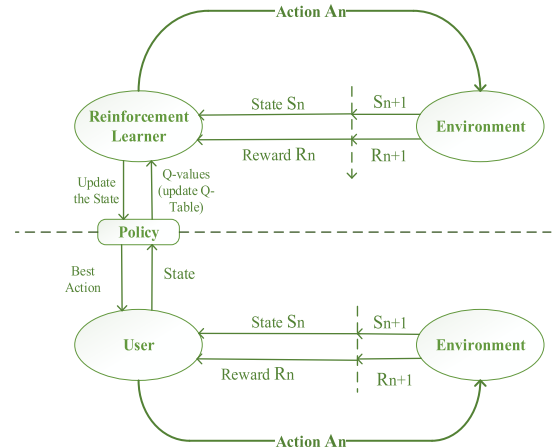 Action An
Reinforcement
Learner
State Sn
Sn+1
Environment
Reward Rn
Rn+1
Update
the State
Q-values
(update Q-
Table)
Policy
Best
Action
State
User
State Sn
Sn+1
Environment
Reward Rn
Rn+1
Action An